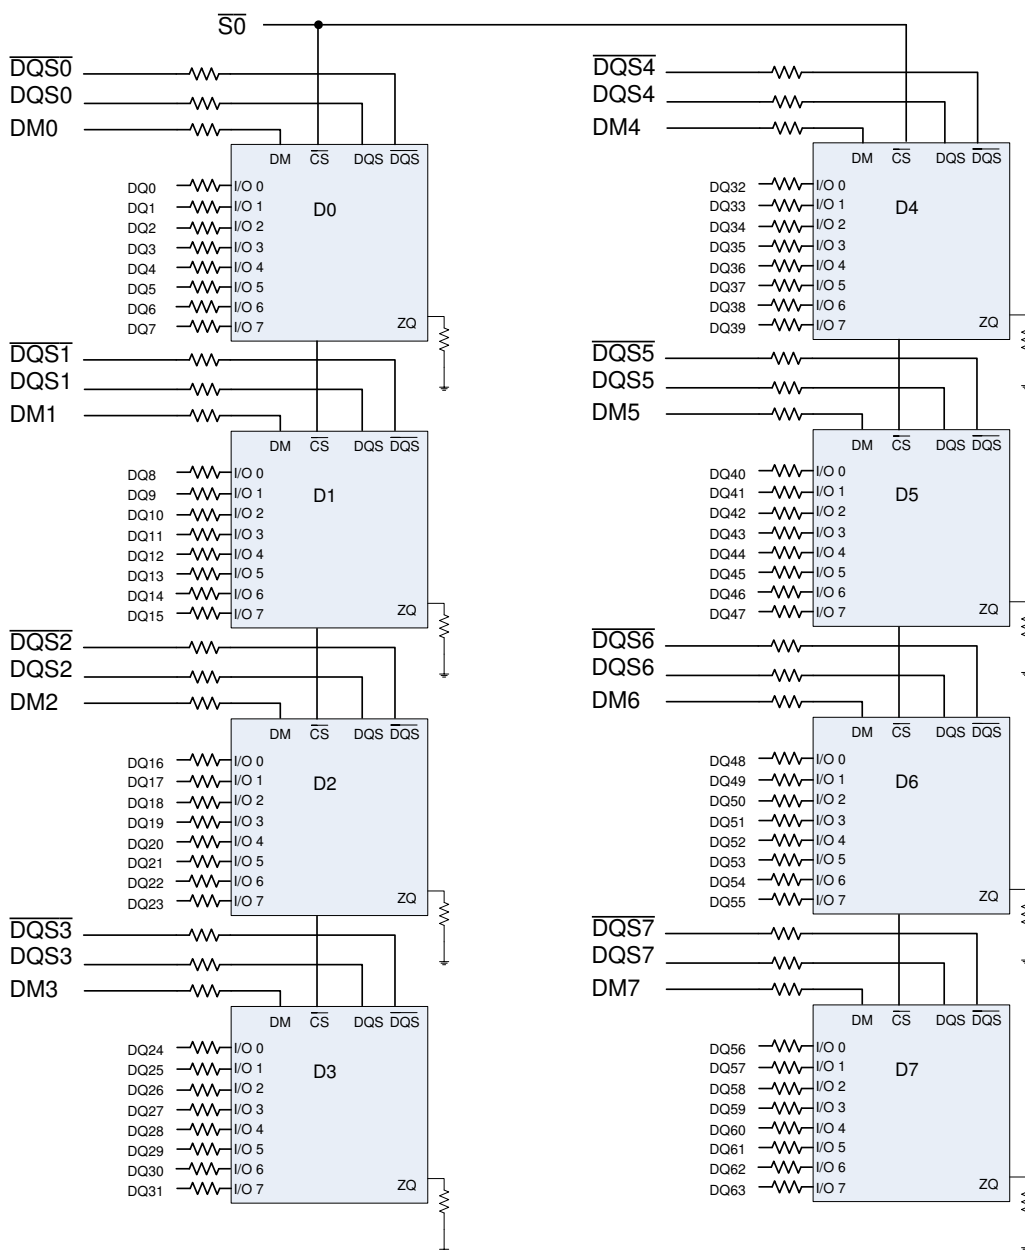 S0
DQS0
DQS0
DM0
DM CS DQS DQS
DQ0 I/O 0
DQ1 I/O 1
D0
DQ2 I/O 2
DQ3 I/O 3
DQ4 I/O 4
DQ5 I/O 5
DQ6 I/O 6
DQ7 I/O 7
ZQ
DQS1
DQS1
DM1
DM CS DQS DQS
DQ8 I/O 0
DQ9 I/O 1
D1
DQ10 I/O 2
DQ11 I/O 3
DQ12 I/O 4
DQ13 I/O 5
DQ14 I/O 6
DQ15 I/O 7
ZQ
DQS2
DQS2
DM2
DM CS DQS DQS
DQ16 I/O 0
DQ17 I/O 1
D2
DQ18 I/O 2
DQ19 I/O 3
DQ20 I/O 4
DQ21 I/O 5
DQ22 I/O 6
DQ23 I/O 7
ZQ
DQS3
DQS3
DM3
DM CS DQS DQS
DQ24 I/O 0
DQ25 I/O 1
D3
DQ26 I/O 2
DQ27 I/O 3
DQ28 I/O 4
DQ29 I/O 5
DQ30 I/O 6
DQ31 I/O 7
ZQ
DQS4
DQS4
DM4
DM CS DQS DQS
DQ32 I/O 0
DQ33 I/O 1
D4
DQ34 I/O 2
DQ35 I/O 3
DQ36 I/O 4
DQ37 I/O 5
DQ38 I/O 6
DQ39 I/O 7
ZQ
DQS5
DQS5
DM5
DM CS DQS DQS
DQ40 I/O 0
DQ41 I/O 1
D5
DQ42 I/O 2
DQ43 I/O 3
DQ44 I/O 4
DQ45 I/O 5
DQ46 I/O 6
DQ47 I/O 7
ZQ
DQS6
DQS6
DM6
DM CS DQS DQS
DQ48 I/O 0
DQ49 I/O 1
D6
DQ50 I/O 2
DQ51 I/O 3
DQ52 I/O 4
DQ53 I/O 5
DQ54 I/O 6
DQ55 I/O 7
ZQ
DQS7
DQS7
DM7
DM CS DQS DQS
DQ56 I/O 0
DQ57 I/O 1
D7
DQ58 I/O 2
DQ59 I/O 3
DQ60 I/O 4
DQ61 I/O 5
DQ62 I/O 6
DQ63 I/O 7
ZQ